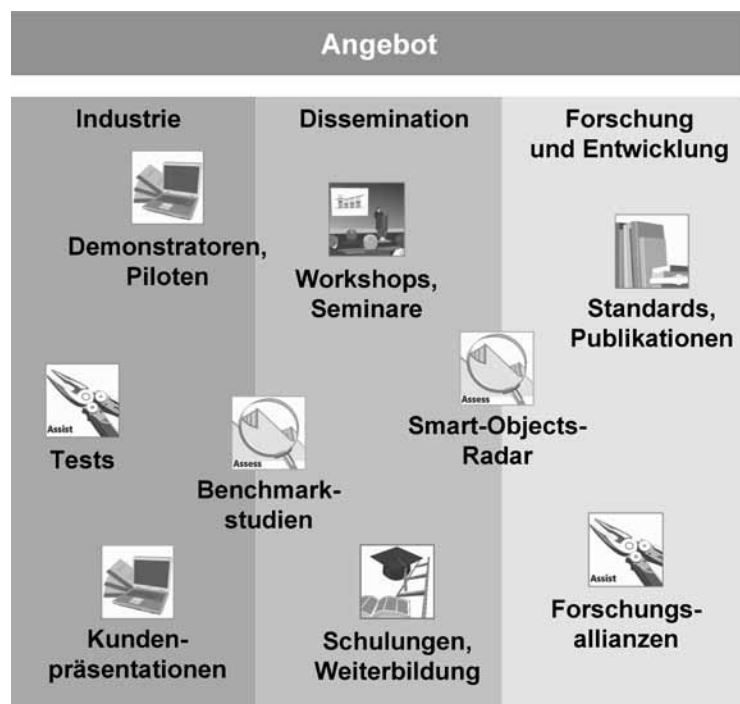 Angebot
Industrie
Demonstratoren,
Piloten
Assist
Tests
Assess
Benchmark-
studien
Kunden-
präsentationen
Dissemination
Workshops,
Seminare
Assess
Smart-Objects-
Radar
Schulungen,
Weiterbildung
Forschung
und Entwicklung
Standards,
Publikationen
Assist
Forschungs-
allianzen